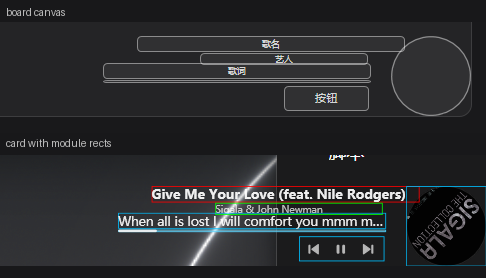 board canvas
歌名
艺人
歌词
按钮
card with module rects
Give Me Your Love (feat. Nile Rodgers)
Sigala & John Newman
When all is lost I will comfort you mmm m...
SIGALA
THE COLLECTION